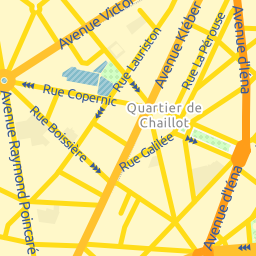 Avenue Victor
Rue Lauriston
Avenue Kléber
Rue La Pérouse
Avenue d'Iéna
Rue Copernic
Quartier de
Chaillot
Rue Boissière
Rue Galilée
Avenue Raymond Poincaré
Avenue d'Iéna